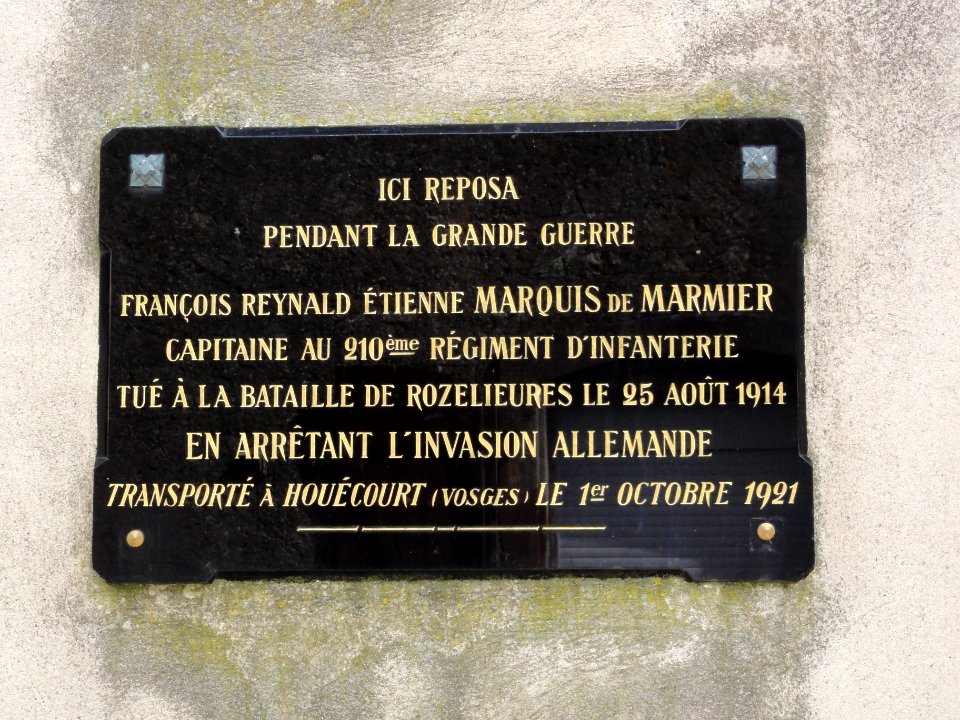 ICI REPOSA
PENDANT LA GRANDE GUERRE
FRANÇOIS REYNALD ÉTIENNE MARQUIS DE MARMIER
CAPITAINE AU 210ème RÉGIMENT D'INFANTERIE
TUÉ À LA BATAILLE DE ROZELIEURES LE 25 AOÛT 1914
EN ARRÊTANT L'INVASION ALLEMANDE
TRANSPORTÉ À HOUÉCOURT (VOSGES) LE 1er OCTOBRE 1921